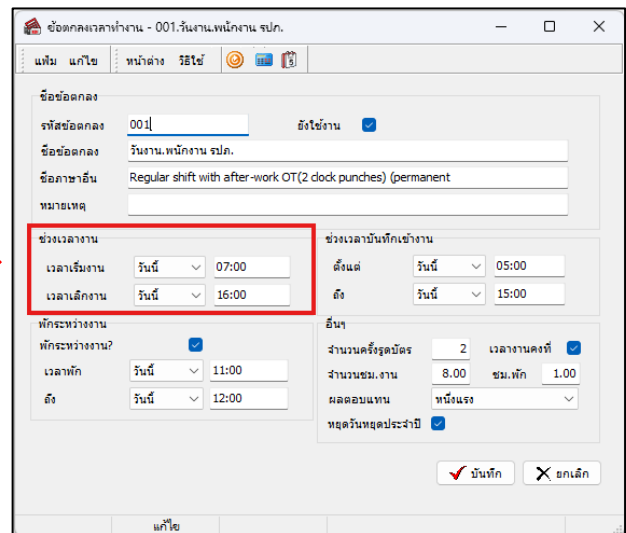 ข้อตกลงเวลาทำงาน - 001.วันงาน.พนักงาน รปภ.
แฟ้ม แก้ไข หน้าต่าง วิธีใช้
ชื่อข้อตกลง
รหัสข้อตกลง 001 ยังใช้งาน
ชื่อข้อตกลง วันงาน.พนักงาน รปภ.
ชื่อภาษาอื่น Regular shift with after-work OT(2 clock punches) (permanent
หมายเหตุ
ช่วงเวลางาน
เวลาเริ่มงาน วันนี้ 07:00
เวลาเลิกงาน วันนี้ 16:00
ช่วงเวลาบันทึกเข้างาน
ตั้งแต่ วันนี้ 05:00
ถึง วันนี้ 15:00
พักระหว่างงาน
พักระหว่างงาน?
เวลาพัก วันนี้ 11:00
ถึง วันนี้ 12:00
อื่นๆ
จำนวนครั้งรูดบัตร 2 เวลางานคงที่
จำนวนชม.งาน 8.00 ชม.พัก 1.00
ผลตอบแทน หนึ่งแรง
หยุดวันหยุดประจำปี
บันทึก ยกเลิก
แก้ไข